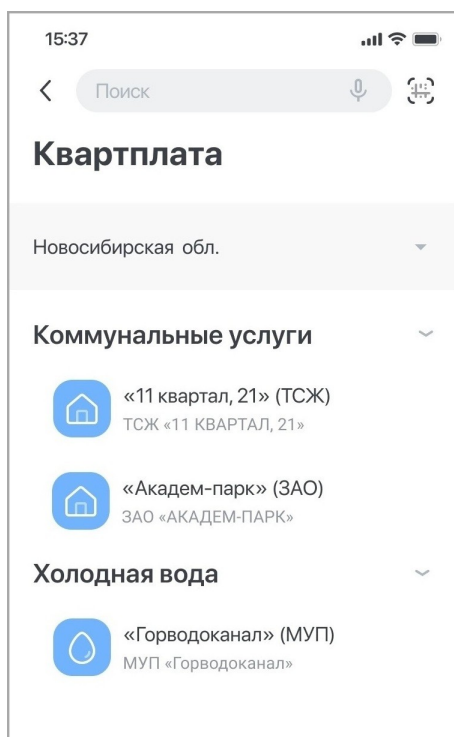 15:37
Поиск
Квартплата
Новосибирская обл.
Коммунальные услуги
«11 квартал, 21» (ТСЖ)
ТСЖ «11 КВАРТАЛ, 21»
«Академ-парк» (ЗАО)
ЗАО «АКАДЕМ-ПАРК»
Холодная вода
«Горводоканал» (МУП)
МУП «Горводоканал»